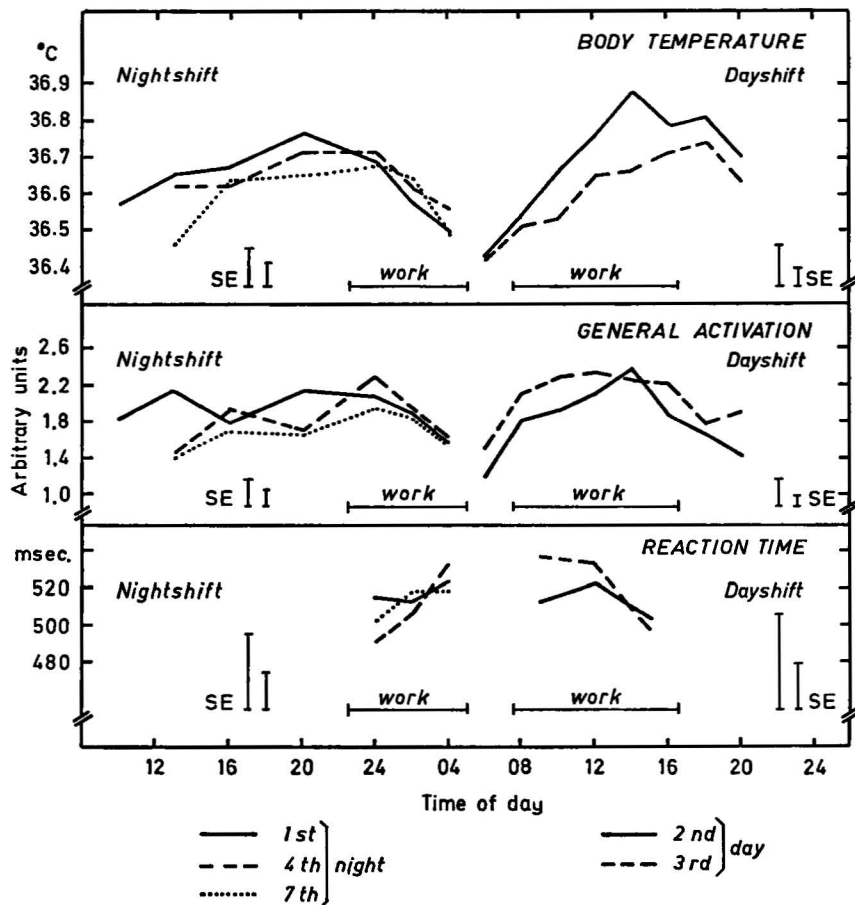 BODY TEMPERATURE
°C
Nightshift
Dayshift
36.9
36.8
36.7
36.6
36.5
36.4
SE
work
work
SE
GENERAL ACTIVATION
Arbitrary units
Nightshift
Dayshift
2.6
2.2
1.8
1.4
1.0
SE
work
work
SE
REACTION TIME
msec.
Nightshift
Dayshift
520
500
480
SE
work
work
SE
12 16 20 24 04 08 12 16 20 24
Time of day
1st
4th night
7th
2nd
3rd day